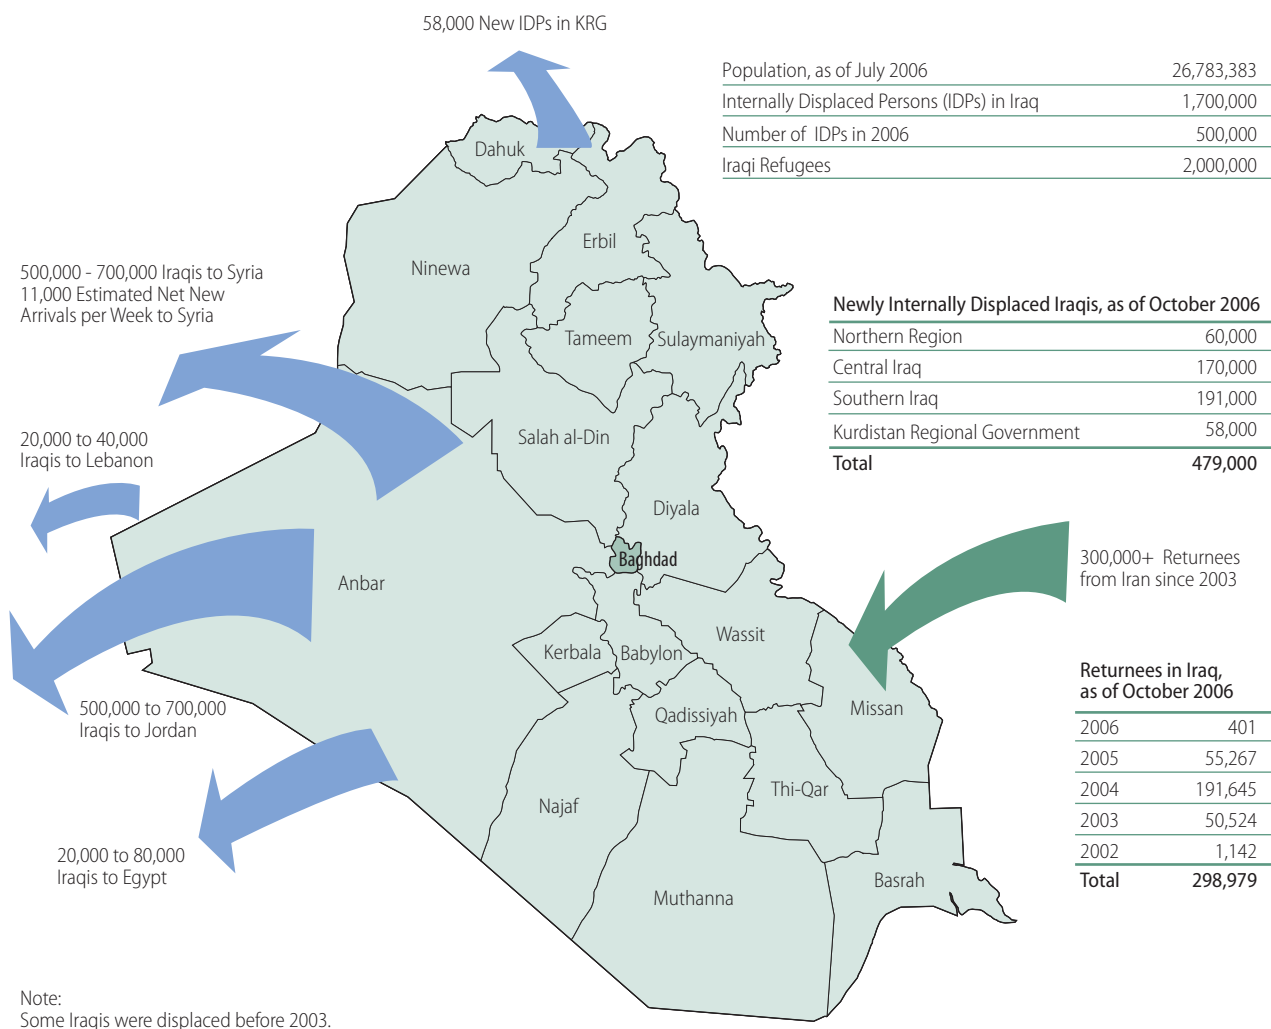 58,000 New IDPs in KRG
Population, as of July 2006 26,783,383
Internally Displaced Persons (IDPs) in Iraq 1,700,000
Number of IDPs in 2006 500,000
Iraqi Refugees 2,000,000
Dahuk
Erbil
Ninewa
500,000 - 700,000 Iraqis to Syria
11,000 Estimated Net New
Arrivals per Week to Syria
Tameem
Sulaymaniyah
Newly Internally Displaced Iraqis, as of October 2006
Northern Region 60,000
Central Iraq 170,000
Southern Iraq 191,000
Kurdistan Regional Government 58,000
Total 479,000
20,000 to 40,000
Iraqis to Lebanon
Salah al-Din
Diyala
Baghdad
Anbar
300,000+ Returnees
from Iran since 2003
Wassit
Kerbala
Babylon
Qadissiyah
Missan
500,000 to 700,000
Iraqis to Jordan
Returnees in Iraq,
as of October 2006
2006 401
2005 55,267
2004 191,645
2003 50,524
2002 1,142
Total 298,979
Thi-Qar
Najaf
20,000 to 80,000
Iraqis to Egypt
Muthanna
Basrah
Note:
Some Iraqis were displaced before 2003.